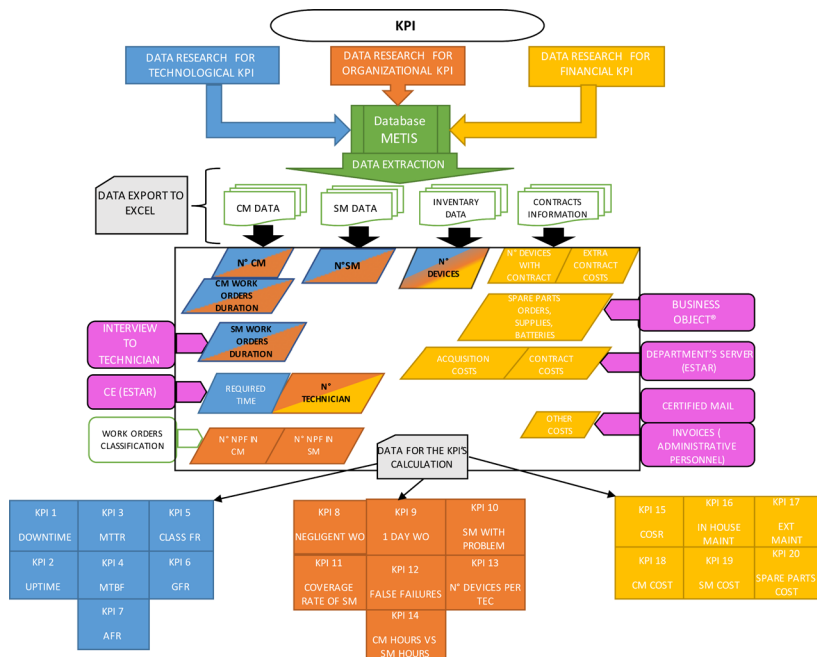 KPI
DATA RESEARCH FOR
TECHNOLOGICAL KPI
DATA RESEARCH FOR
ORGANIZATIONAL KPI
DATA RESEARCH FOR
FINANCIAL KPI
Database
METIS
DATA EXTRACTION
DATA EXPORT TO
EXCEL
CM DATA
SM DATA
INVENTARY
DATA
CONTRACTS
INFORMATION
N° CM
N°SM
N°
DEVICES
N° DEVICES
WITH
CONTRACT
EXTRA
CONTRACT
COSTS
CM WORK
ORDERS
DURATION
SPARE PARTS
ORDERS,
SUPPLIES,
BATTERIES
BUSINESS
OBJECT®
INTERVIEW
TO
TECHNICIAN
SM WORK
ORDERS
DURATION
ACQUISITION
COSTS
CONTRACT
COSTS
DEPARTMENT'S SERVER
(ESTAR)
CE (ESTAR)
REQUIRED
TIME
N°
TECHNICIAN
CERTIFIED MAIL
WORK ORDERS
CLASSIFICATION
N° NPF IN
CM
N° NPF IN
SM
OTHER
COSTS
INVOICES (
ADMINISTRATIVE
PERSONNEL)
DATA FOR THE KPI'S
CALCULATION
KPI 1
DOWNTIME
KPI 3
MTTR
KPI 5
CLASS FR
KPI 2
UPTIME
KPI 4
MTBF
KPI 6
GFR
KPI 7
AFR
KPI 8
NEGLIGENT WO
KPI 9
1 DAY WO
KPI 10
SM WITH
PROBLEM
KPI 11
COVERAGE
RATE OF SM
KPI 12
FALSE FAILURES
KPI 13
N° DEVICES PER
TEC
KPI 14
CM HOURS VS
SM HOURS
KPI 15
COSR
KPI 16
IN HOUSE
MAINT
KPI 17
EXT
MAINT
KPI 18
CM COST
KPI 19
SM COST
KPI 20
SPARE PARTS
COST